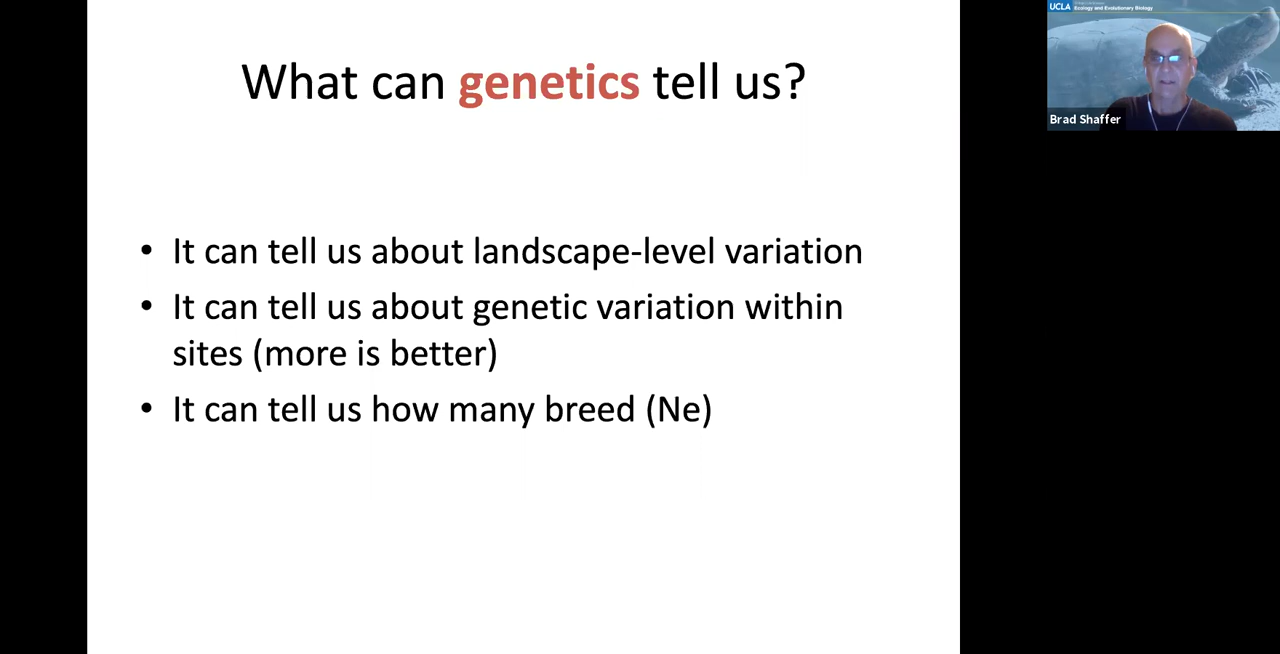 What can genetics tell us?
• It can tell us about landscape-level variation
• It can tell us about genetic variation within
sites (more is better)
• It can tell us how many breed (Ne)
UCLA
Ecology and Evolutionary Biology
Brad Shaffer